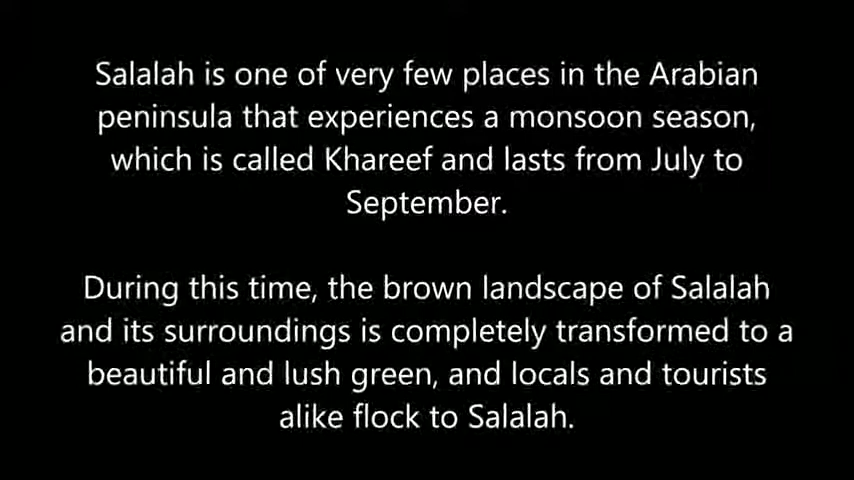 Salalah is one of very few places in the Arabian
peninsula that experiences a monsoon season,
which is called Khareef and lasts from July to
September.
During this time, the brown landscape of Salalah
and its surroundings is completely transformed to a
beautiful and lush green, and locals and tourists
alike flock to Salalah.